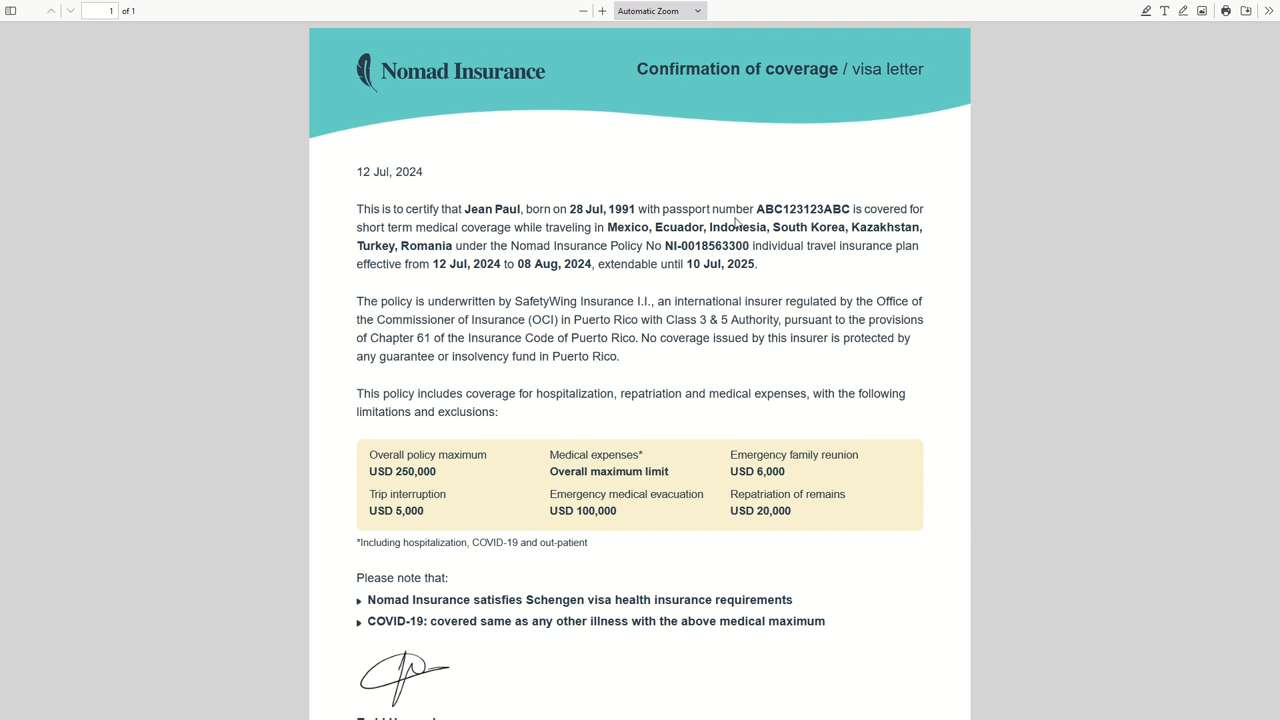 1 of 1 Automatic Zoom
Nomad Insurance
Confirmation of coverage / visa letter
12 Jul, 2024
This is to certify that Jean Paul, born on 28 Jul, 1991 with passport number ABC123123ABC is covered for
short term medical coverage while traveling in Mexico, Ecuador, Indonesia, South Korea, Kazakhstan,
Turkey, Romania under the Nomad Insurance Policy No NI-0018563300 individual travel insurance plan
effective from 12 Jul, 2024 to 08 Aug, 2024, extendable until 10 Jul, 2025.
The policy is underwritten by SafetyWing Insurance I.I., an international insurer regulated by the Office of
the Commissioner of Insurance (OCI) in Puerto Rico with Class 3 & 5 Authority, pursuant to the provisions
of Chapter 61 of the Insurance Code of Puerto Rico. No coverage issued by this insurer is protected by
any guarantee or insolvency fund in Puerto Rico.
This policy includes coverage for hospitalization, repatriation and medical expenses, with the following
limitations and exclusions:
Overall policy maximum Medical expenses* Emergency family reunion
USD 250,000 Overall maximum limit USD 6,000
Trip interruption Emergency medical evacuation Repatriation of remains
USD 5,000 USD 100,000 USD 20,000
*Including hospitalization, COVID-19 and out-patient
Please note that:
Nomad Insurance satisfies Schengen visa health insurance requirements
COVID-19: covered same as any other illness with the above medical maximum